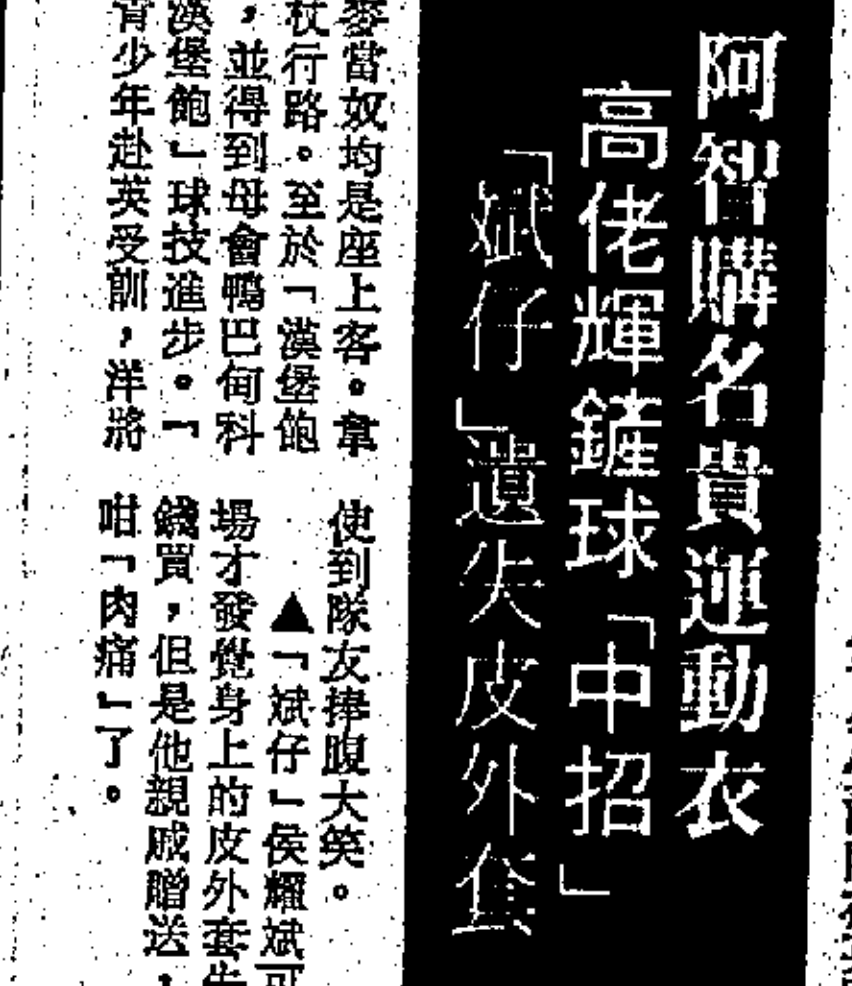 阿智購名貴運動衣
高佬輝鏟球「中招」
「斌仔」遺失皮外套
麥當奴均是座上客。韋
杖行路。至於「漢堡飽
，並得到母會鴨巴甸科
漢堡飽」球技進步。「
青少年赴英受訓，洋將
使到隊友捧腹大笑。
▲「斌仔」侯耀斌可
場才發覺身上的皮外套失
錢買，但是他親戚贈送，
咁「肉痛」了。